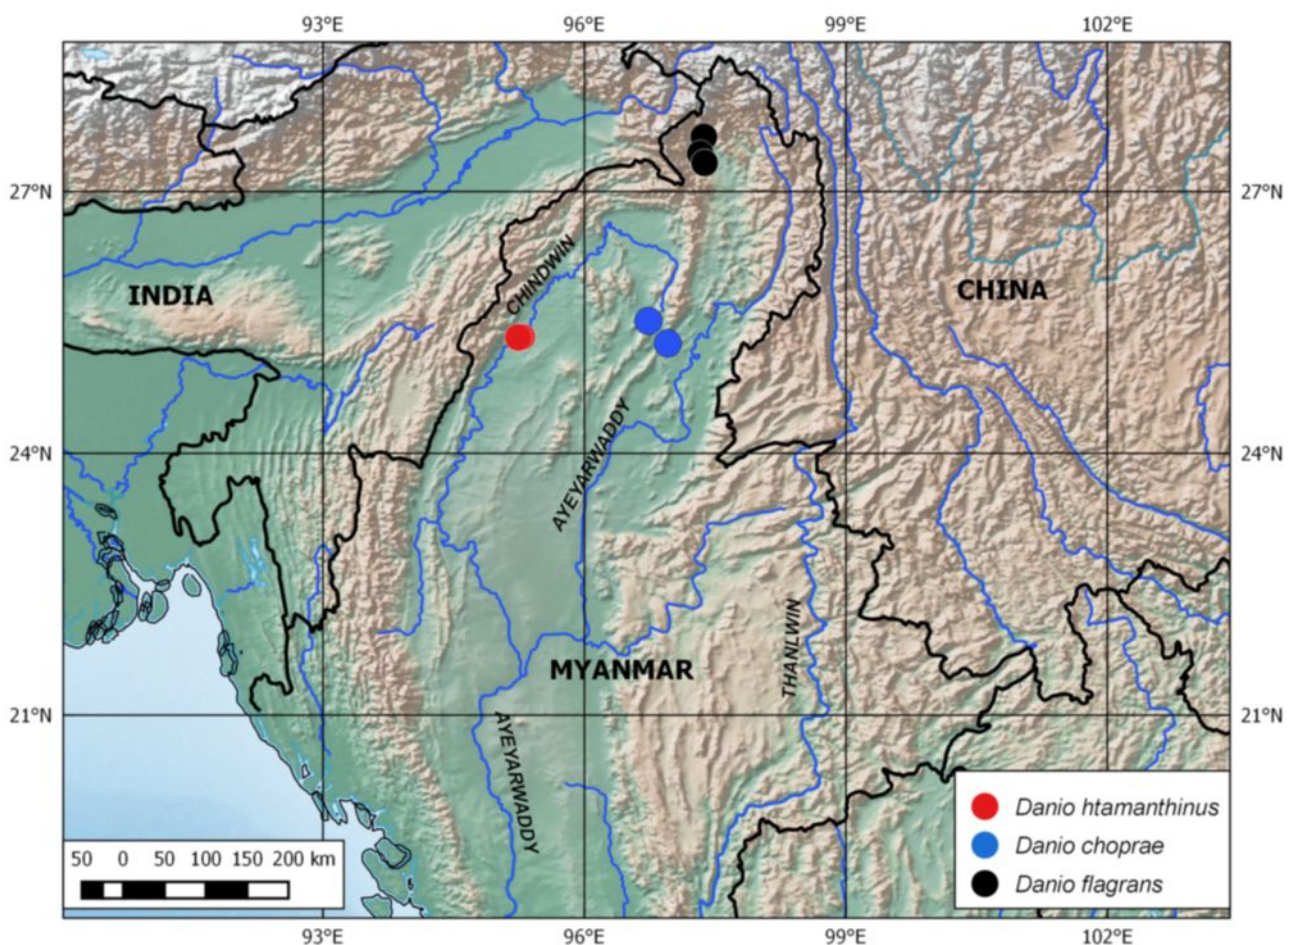 93°E 96°E 99°E 102°E
27°N 27°N
CHINDWIN
INDIA
CHINA
AYEYARWADDY
24°N 24°N
THANLWIN
MYANMAR
21°N 21°N
AYEYARWADDY
Danio htamanthinus
Danio choprae
Danio flagrans
50 0 50 100 150 200 km
93°E 96°E 99°E 102°E